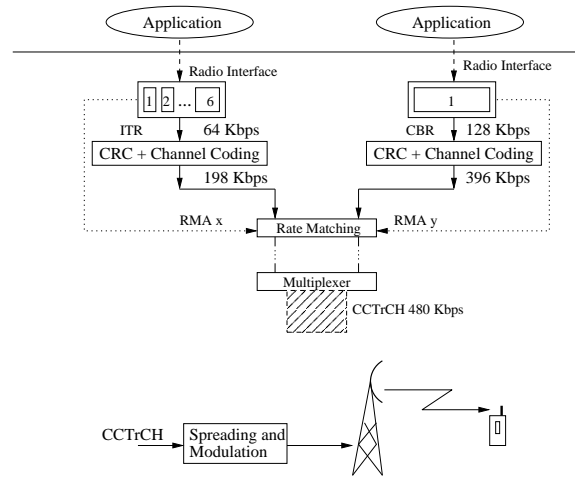 Application
Application
Radio Interface
Radio Interface
1 2 ... 6
1
ITR 64 Kbps
CBR 128 Kbps
CRC + Channel Coding
CRC + Channel Coding
198 Kbps
396 Kbps
RMA x
Rate Matching
RMA y
Multiplexer
CCTrCH 480 Kbps
CCTrCH
Spreading and
Modulation